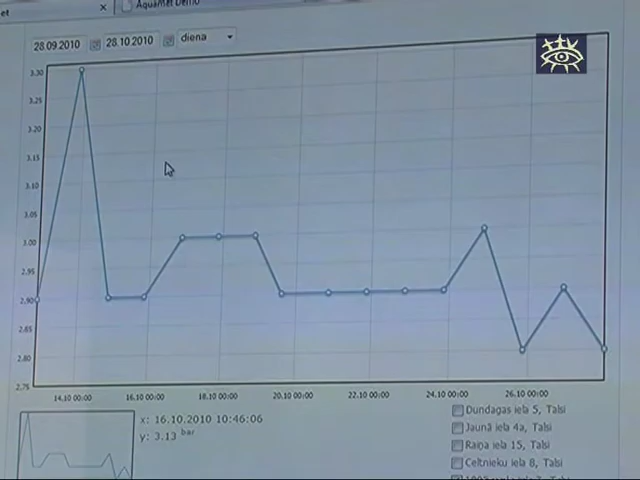 et
Aquanet Demo
28.09.2010 28.10.2010 diena
3.30
3.25
3.20
3.15
3.10
3.05
3.00
2.95
2.90
2.85
2.80
2.75
14.10 00:00 16.10 00:00 18.10 00:00 20.10 00:00 22.10 00:00 24.10 00:00 26.10 00:00
x: 16.10.2010 10:46:06
y: 3.13 bar
Dundagas iela 5, Talsi
Jaunā iela 4a, Talsi
Raiņa iela 15, Talsi
Celtnieku iela 8, Talsi